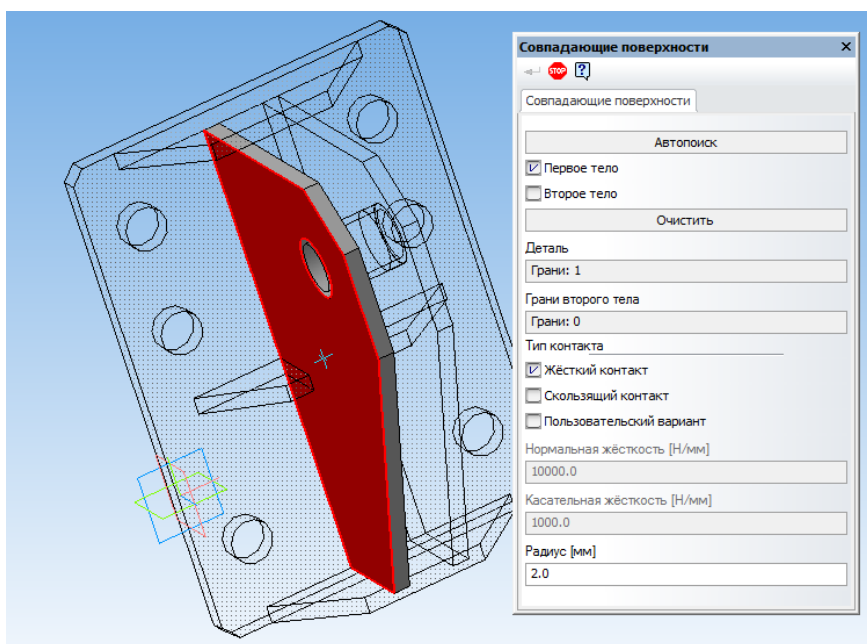 Совпадающие поверхности
STOP
Совпадающие поверхности
Автопоиск
Первое тело
Второе тело
Очистить
Деталь
Грани: 1
Грани второго тела
Грани: 0
Тип контакта
Жёсткий контакт
Скользящий контакт
Пользовательский вариант
Нормальная жёсткость [Н/мм]
10000.0
Касательная жёсткость [Н/мм]
1000.0
Радиус [мм]
2.0